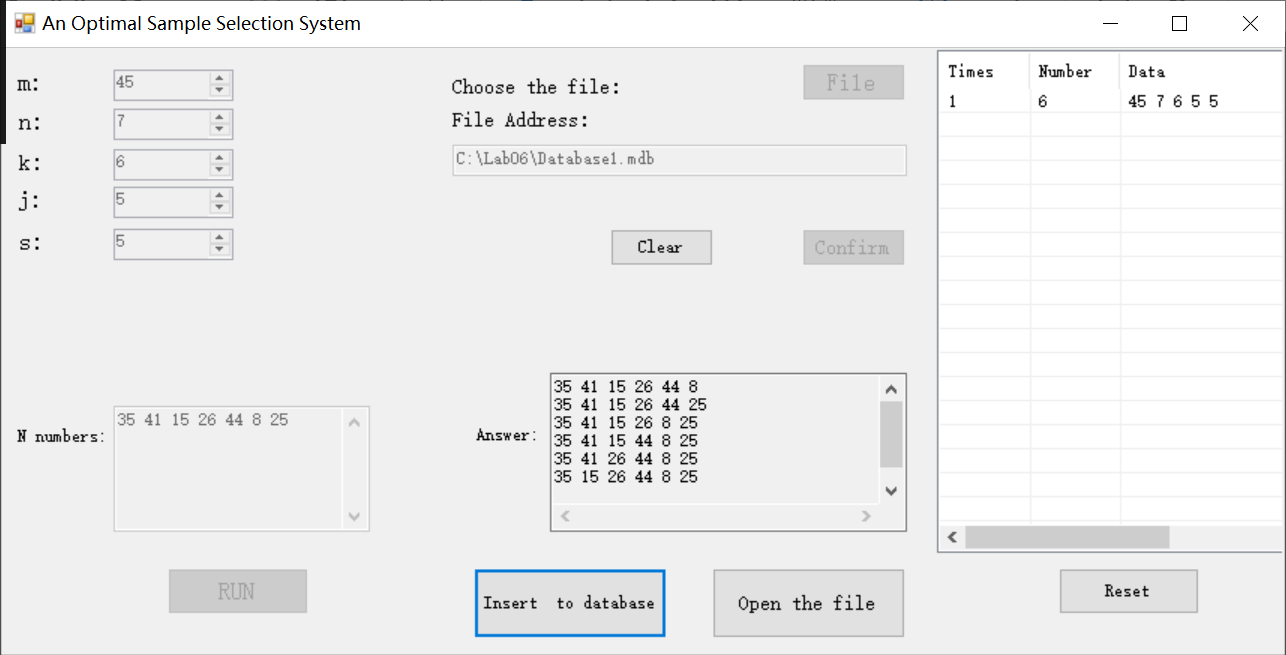 An Optimal Sample Selection System
m: 45
n: 7
k: 6
j: 5
s: 5
Choose the file: File
File Address:
C:\Lab06\Database1.mdb
Clear Confirm
N numbers: 35 41 15 26 44 8 25
Answer:
35 41 15 26 44 8
35 41 15 26 44 25
35 41 15 26 8 25
35 41 15 44 8 25
35 41 26 44 8 25
35 15 26 44 8 25
Times Number Data
1 6 45 7 6 5 5
RUN
Insert to database
Open the file
Reset